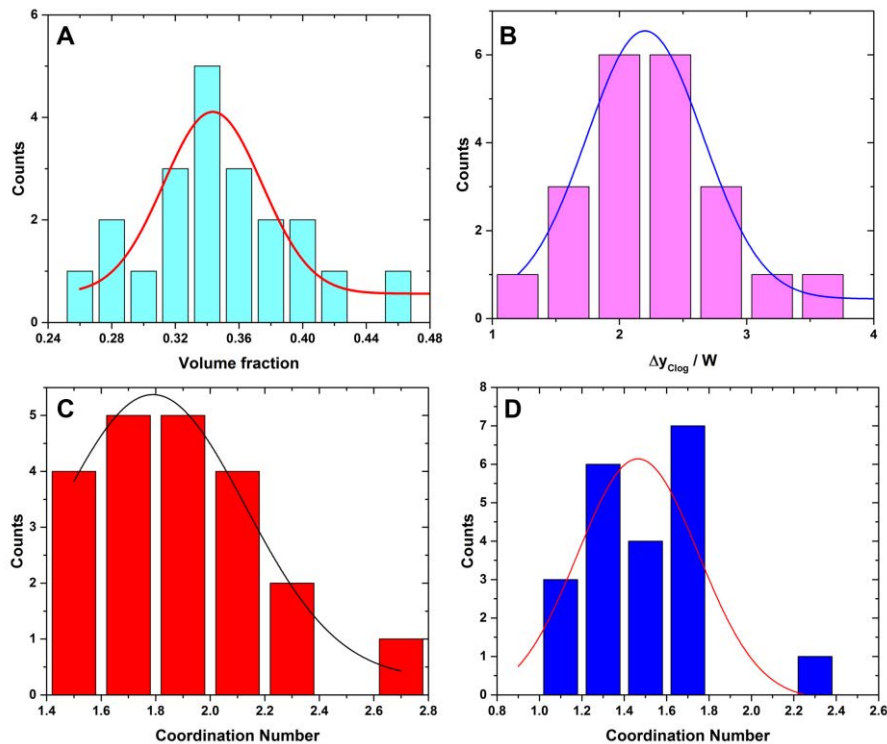 A
6
4
2
0
Counts
0.24 0.28 0.32 0.36 0.40 0.44 0.48
Volume fraction
B
6
4
2
0
Counts
1 2 3 4
Δy_Clog / W
C
5
4
3
2
1
0
Counts
1.4 1.6 1.8 2.0 2.2 2.4 2.6 2.8
Coordination Number
D
8
7
6
5
4
3
2
1
0
Counts
0.8 1.0 1.2 1.4 1.6 1.8 2.0 2.2 2.4 2.6
Coordination Number